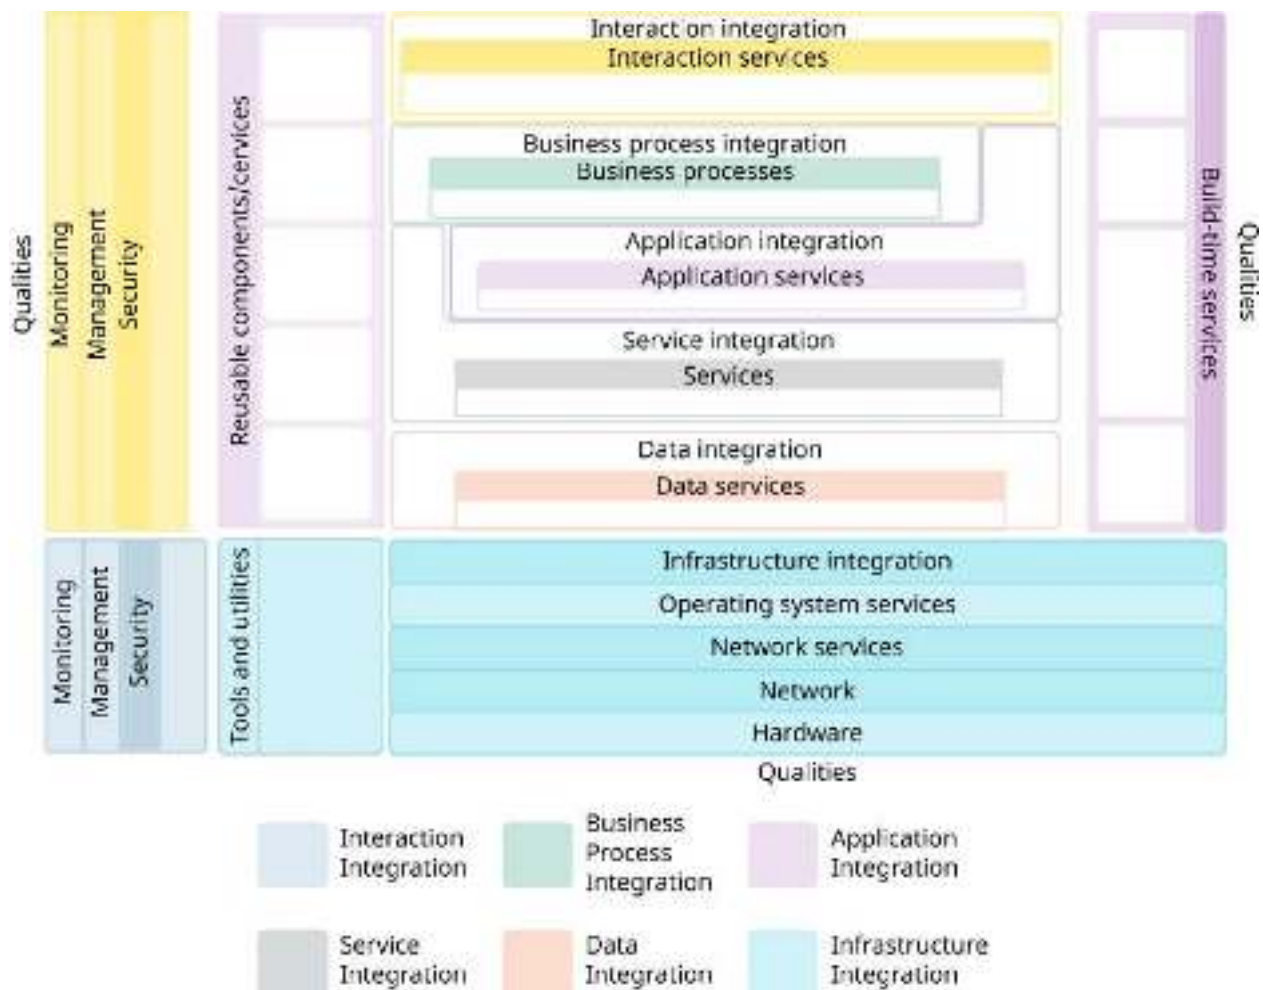 Interaction integration
Interaction services
Business process integration
Business processes
Application integration
Application services
Service integration
Services
Data integration
Data services
Qualities
Monitoring
Management
Security
Reusable components/cervices
Build-time services
Qualities
Monitoring
Management
Security
Tools and utilities
Infrastructure integration
Operating system services
Network services
Network
Hardware
Qualities
Interaction
Integration
Business
Process
Integration
Application
Integration
Service
Integration
Data
Integration
Infrastructure
Integration